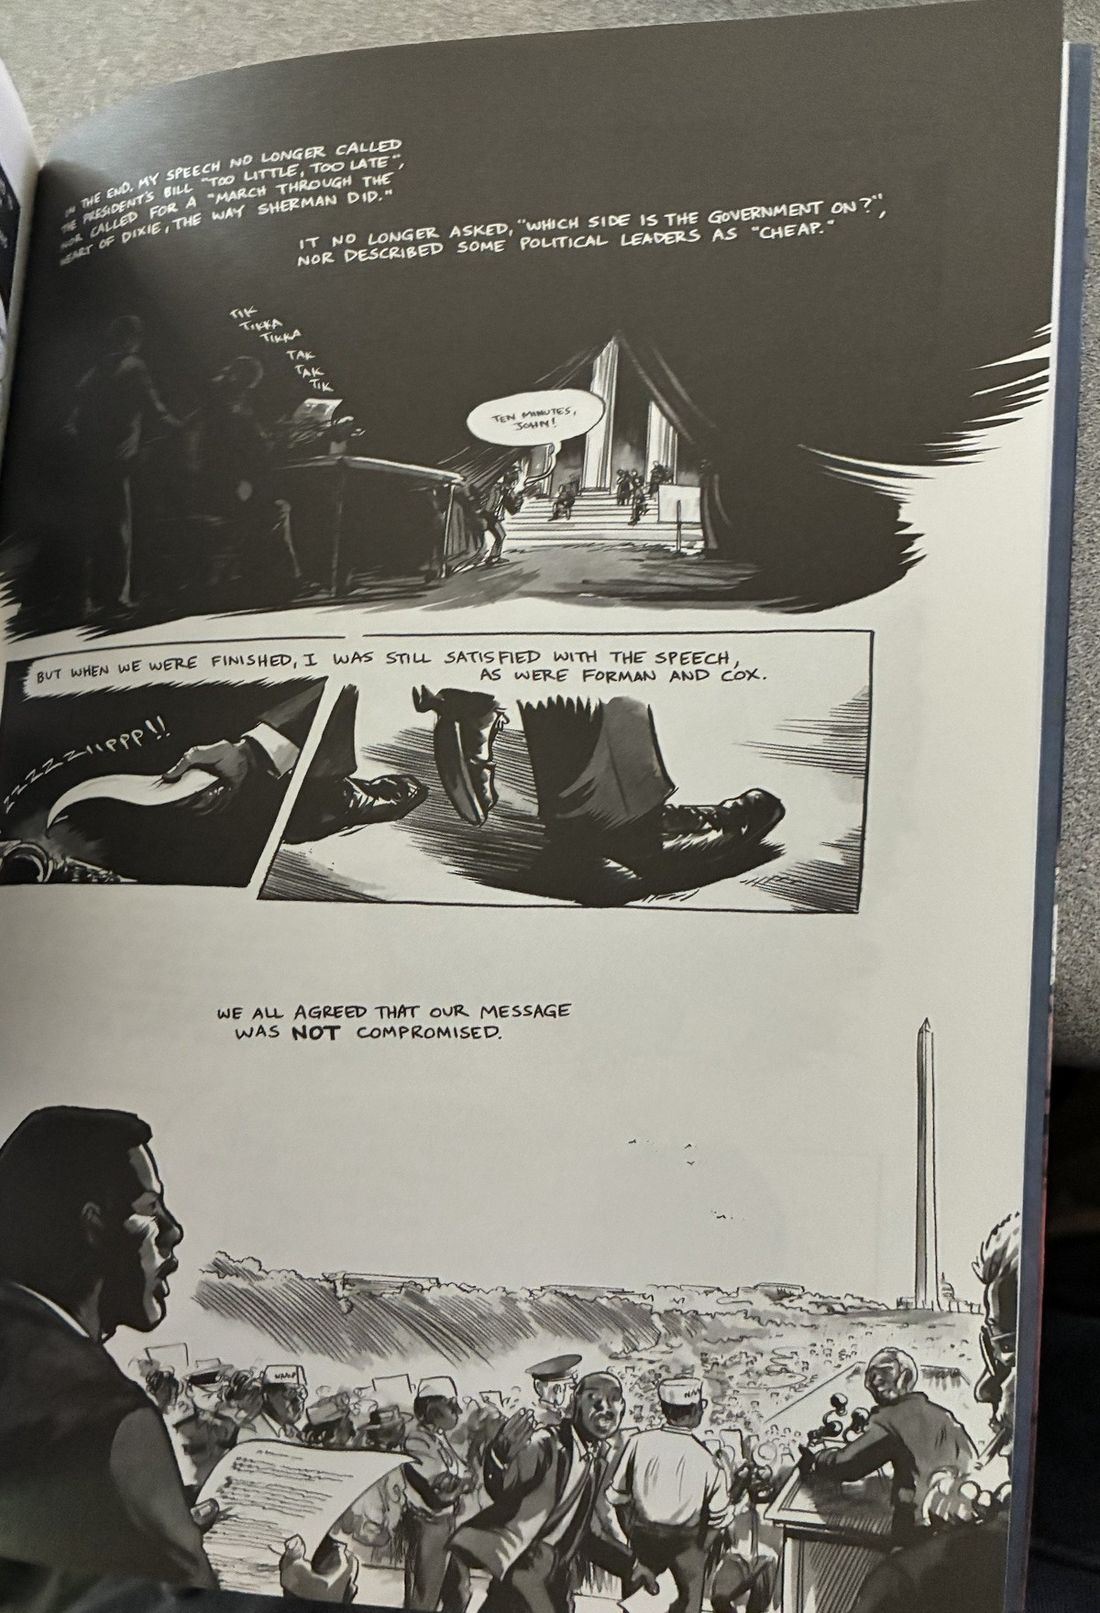 IN THE END, MY SPEECH NO LONGER CALLED
THE PRESIDENT'S BILL "TOO LITTLE, TOO LATE",
NOR CALLED FOR A "MARCH THROUGH THE
HEART OF DIXIE, THE WAY SHERMAN DID."
IT NO LONGER ASKED, "WHICH SIDE IS THE GOVERNMENT ON?",
NOR DESCRIBED SOME POLITICAL LEADERS AS "CHEAP."
TIK
TIKKA
TIKKA
TAK
TAK
TIK
TEN MINUTES,
JOHN!
BUT WHEN WE WERE FINISHED, I WAS STILL SATISFIED WITH THE SPEECH,
AS WERE FORMAN AND COX.
ZZZZZIIPPP!!
WE ALL AGREED THAT OUR MESSAGE
WAS NOT COMPROMISED.
NAACP